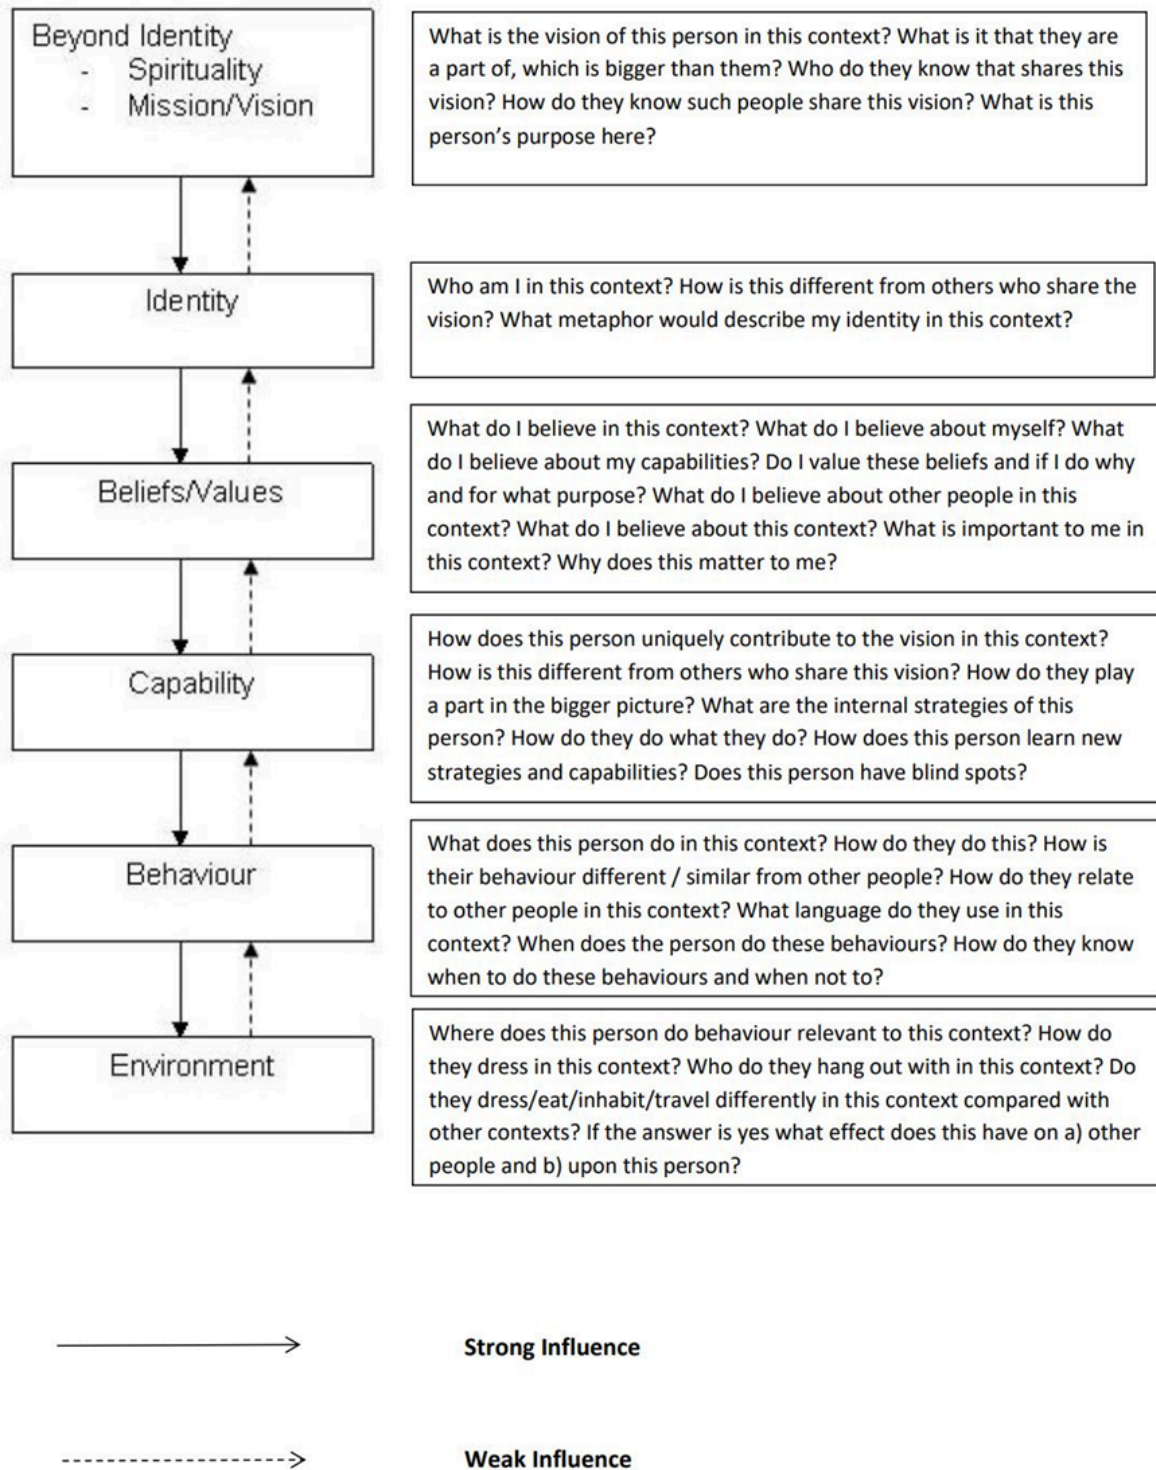 Beyond Identity
- Spirituality
- Mission/Vision
What is the vision of this person in this context? What is it that they are
a part of, which is bigger than them? Who do they know that shares this
vision? How do they know such people share this vision? What is this
person's purpose here?
Identity
Who am I in this context? How is this different from others who share the
vision? What metaphor would describe my identity in this context?
Beliefs/Values
What do I believe in this context? What do I believe about myself? What
do I believe about my capabilities? Do I value these beliefs and if I do why
and for what purpose? What do I believe about other people in this
context? What do I believe about this context? What is important to me in
this context? Why does this matter to me?
Capability
How does this person uniquely contribute to the vision in this context?
How is this different from others who share this vision? How do they play
a part in the bigger picture? What are the internal strategies of this
person? How do they do what they do? How does this person learn new
strategies and capabilities? Does this person have blind spots?
Behaviour
What does this person do in this context? How do they do this? How is
their behaviour different / similar from other people? How do they relate
to other people in this context? What language do they use in this
context? When does the person do these behaviours? How do they know
when to do these behaviours and when not to?
Environment
Where does this person do behaviour relevant to this context? How do
they dress in this context? Who do they hang out with in this context? Do
they dress/eat/inhabit/travel differently in this context compared with
other contexts? If the answer is yes what effect does this have on a) other
people and b) upon this person?
Strong Influence
Weak Influence